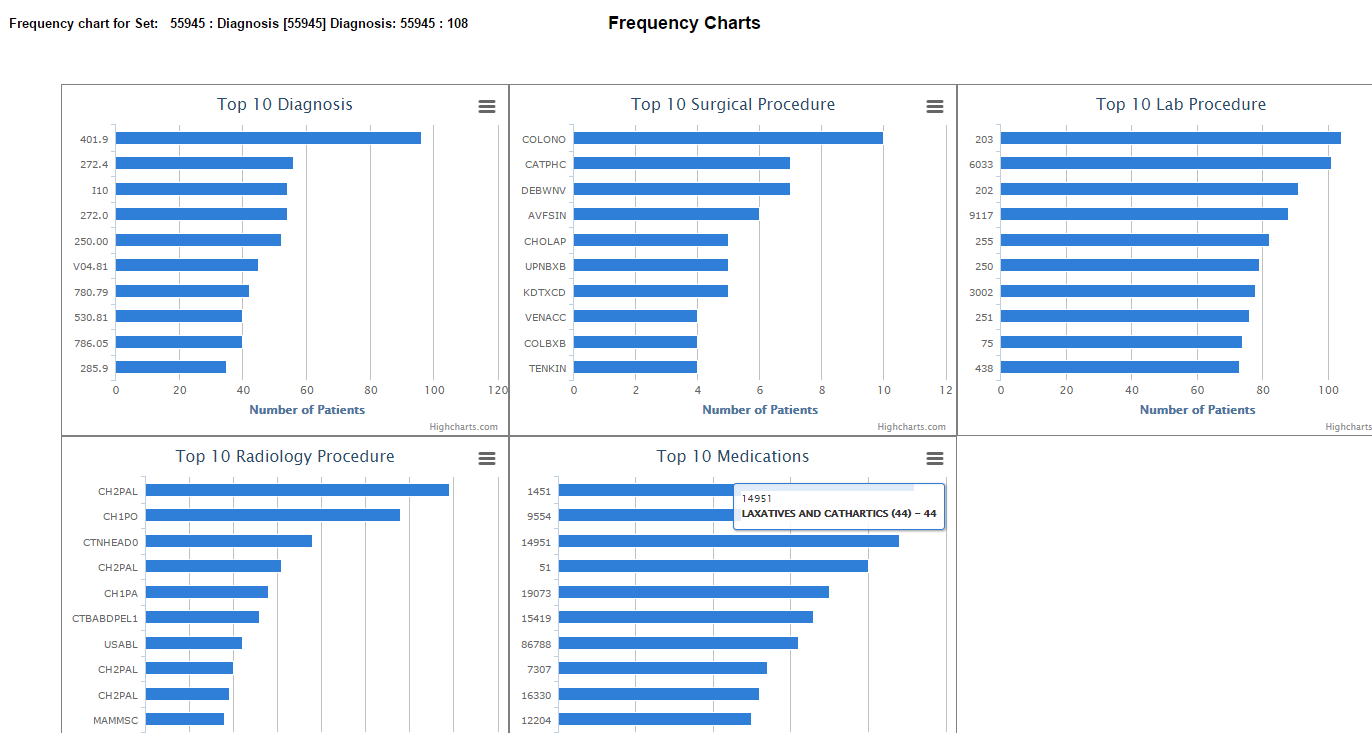 Frequency chart for Set: 55945 : Diagnosis [55945] Diagnosis: 55945 : 108
Frequency Charts
Top 10 Diagnosis
401.9
272.4
I10
272.0
250.00
V04.81
780.79
530.81
786.05
285.9
0 20 40 60 80 100 120
Number of Patients
Highcharts.com
Top 10 Surgical Procedure
COLONO
CATPHC
DEBWNV
AVFSIN
CHOLAP
UPNBXB
KDTXCD
VENACC
COLBXB
TENKIN
0 2 4 6 8 10 12
Number of Patients
Highcharts.com
Top 10 Lab Procedure
203
6033
202
9117
255
250
3002
251
75
438
0 20 40 60 80 100
Number of Patients
Highcharts
Top 10 Radiology Procedure
CH2PAL
CH1PO
CTNHEAD0
CH2PAL
CH1PA
CTBABDPEL1
USABL
CH2PAL
CH2PAL
MAMMSC
Top 10 Medications
1451
9554
14951
51
19073
15419
86788
7307
16330
12204
14951
LAXATIVES AND CATHARTICS (44) - 44